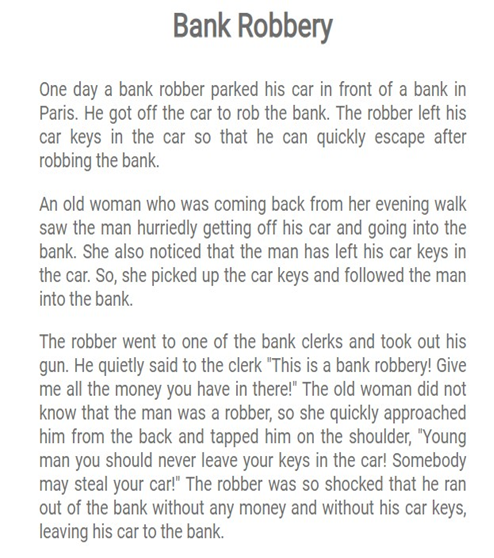 Bank Robbery
One day a bank robber parked his car in front of a bank in
Paris. He got off the car to rob the bank. The robber left his
car keys in the car so that he can quickly escape after
robbing the bank.
An old woman who was coming back from her evening walk
saw the man hurriedly getting off his car and going into the
bank. She also noticed that the man has left his car keys in
the car. So, she picked up the car keys and followed the man
into the bank.
The robber went to one of the bank clerks and took out his
gun. He quietly said to the clerk "This is a bank robbery! Give
me all the money you have in there!" The old woman did not
know that the man was a robber, so she quickly approached
him from the back and tapped him on the shoulder, "Young
man you should never leave your keys in the car! Somebody
may steal your car!" The robber was so shocked that he ran
out of the bank without any money and without his car keys,
leaving his car to the bank.